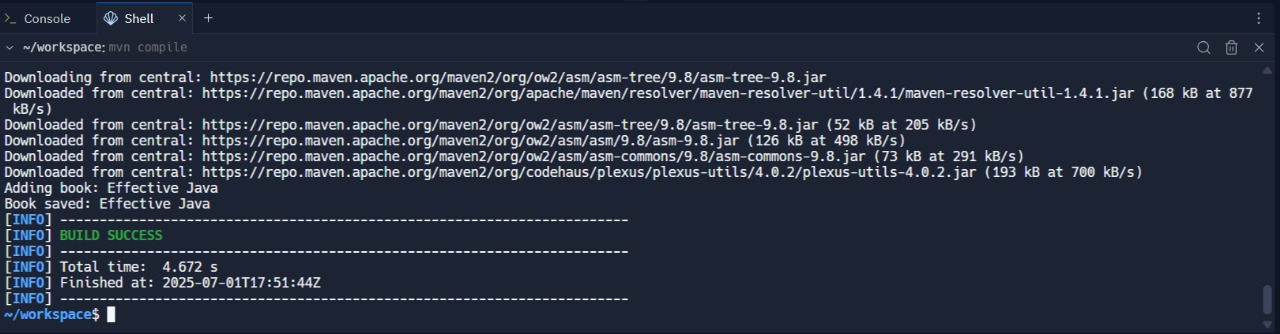 Console
Shell
~/workspace: mvn compile
Downloading from central: https://repo.maven.apache.org/maven2/org/ow2/asm/asm-tree/9.8/asm-tree-9.8.jar
Downloaded from central: https://repo.maven.apache.org/maven2/org/apache/maven/resolver/maven-resolver-util/1.4.1/maven-resolver-util-1.4.1.jar (168 kB at 877
kB/s)
Downloaded from central: https://repo.maven.apache.org/maven2/org/ow2/asm/asm-tree/9.8/asm-tree-9.8.jar (52 kB at 205 kB/s)
Downloaded from central: https://repo.maven.apache.org/maven2/org/ow2/asm/asm/9.8/asm-9.8.jar (126 kB at 498 kB/s)
Downloaded from central: https://repo.maven.apache.org/maven2/org/ow2/asm/asm-commons/9.8/asm-commons-9.8.jar (73 kB at 291 kB/s)
Downloaded from central: https://repo.maven.apache.org/maven2/org/codehaus/plexus/plexus-utils/4.0.2/plexus-utils-4.0.2.jar (193 kB at 700 kB/s)
Adding book: Effective Java
Book saved: Effective Java
[INFO] ------------------------------------------------------------------------
[INFO] BUILD SUCCESS
[INFO] ------------------------------------------------------------------------
[INFO] Total time:  4.672 s
[INFO] Finished at: 2025-07-01T17:51:44Z
[INFO] ------------------------------------------------------------------------
~/workspace$